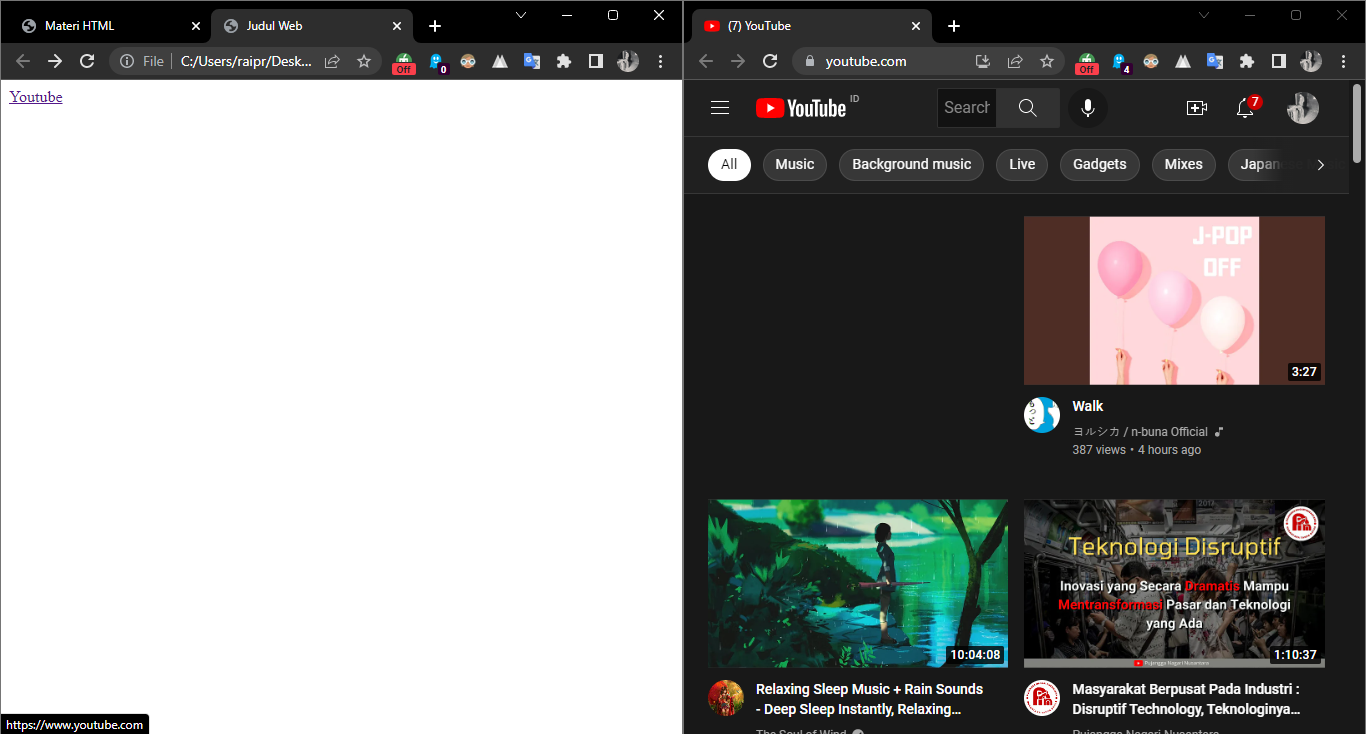 Materi HTML
Judul Web
File
C:/Users/raipr/Desk...
Off
0
Youtube
https://www.youtube.com
(7) YouTube
youtube.com
Off
4
YouTube ID
Search
7
All
Music
Background music
Live
Gadgets
Mixes
J-POP
OFF
3:27
Walk
ヨルシカ / n-buna Official
387 views • 4 hours ago
10:04:08
Relaxing Sleep Music + Rain Sounds
- Deep Sleep Instantly, Relaxing...
The Soul of Wind
Teknologi Disruptif
Inovasi yang Secara Dramatis Mampu
Mentransformasi Pasar dan Teknologi
yang Ada
Pujangga Nagari Nusantara
1:10:37
Masyarakat Berpusat Pada Industri :
Disruptif Technology, Teknologinya...
Pujangga Nagari Nusantara